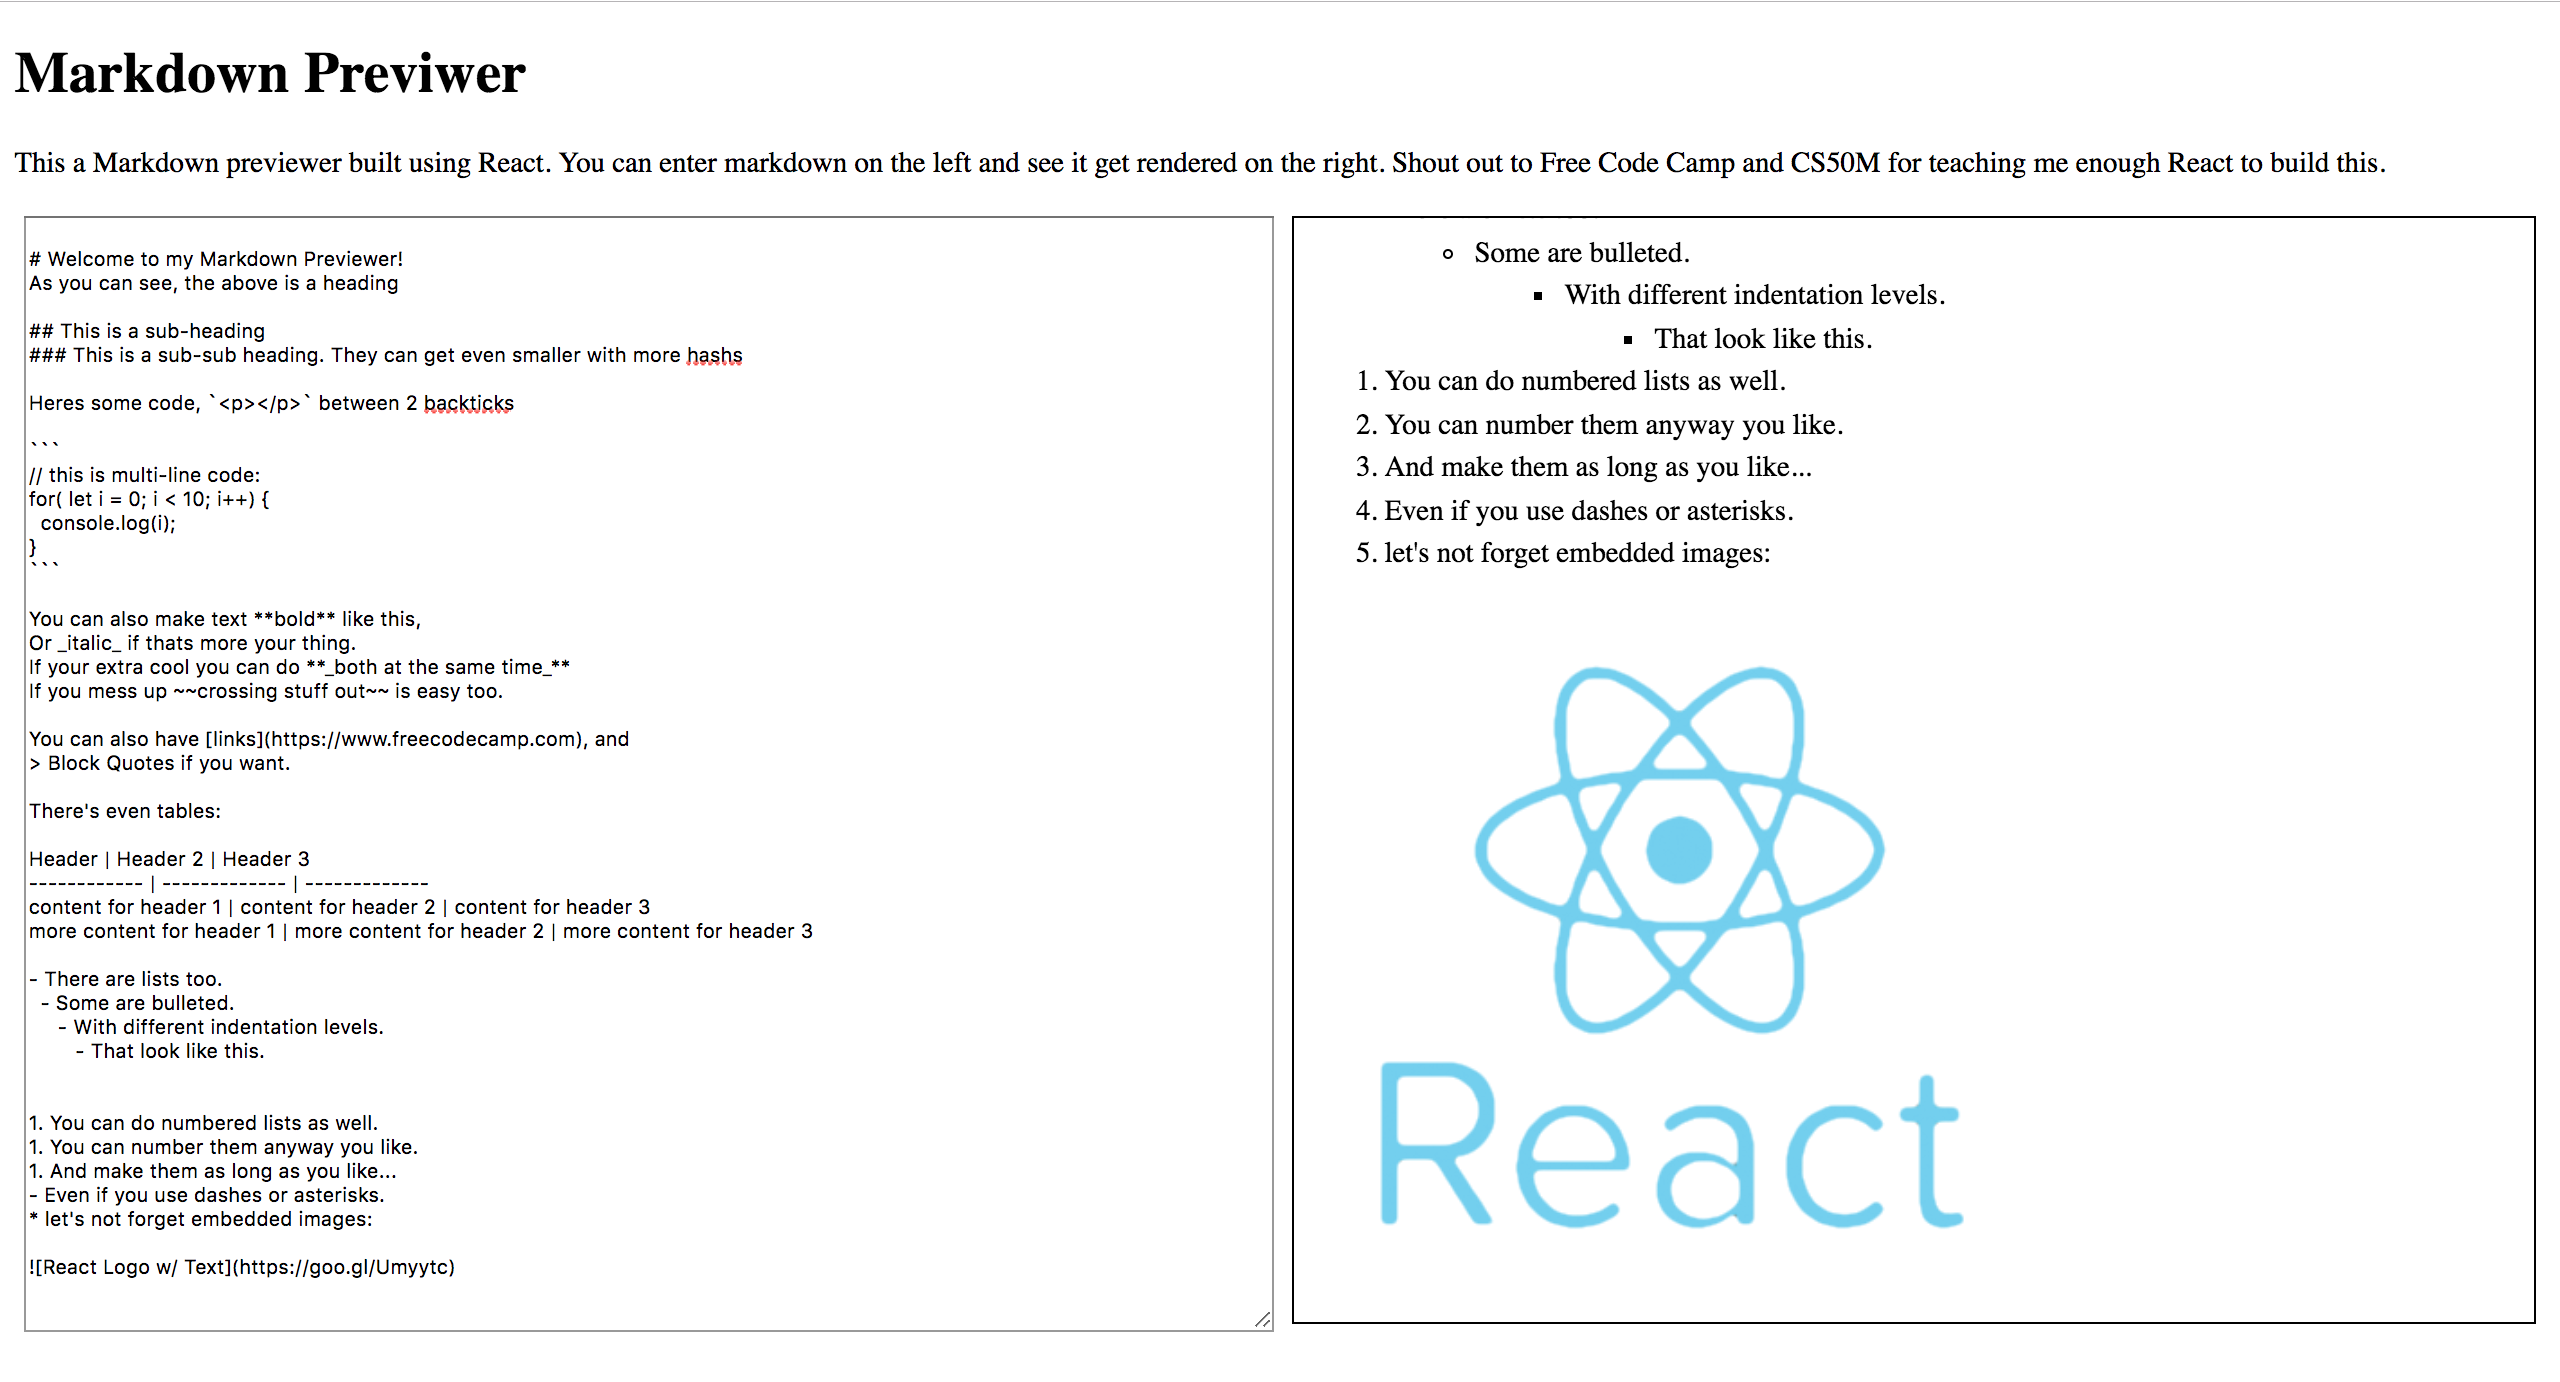 Markdown Previwer
This a Markdown previewer built using React. You can enter markdown on the left and see it get rendered on the right. Shout out to Free Code Camp and CS50M for teaching me enough React to build this.
# Welcome to my Markdown Previewer!
As you can see, the above is a heading
## This is a sub-heading
### This is a sub-sub heading. They can get even smaller with more hashs
Heres some code, `<p></p>` between 2 backticks
```
// this is multi-line code:
for( let i = 0; i < 10; i++) {
  console.log(i);
}
```
You can also make text **bold** like this,
Or _italic_ if thats more your thing.
If your extra cool you can do **_both at the same time_**
If you mess up ~~crossing stuff out~~ is easy too.
You can also have [links](https://www.freecodecamp.com), and
> Block Quotes if you want.
There's even tables:
Header | Header 2 | Header 3
------------ | ------------- | -------------
content for header 1 | content for header 2 | content for header 3
more content for header 1 | more content for header 2 | more content for header 3
- There are lists too.
  - Some are bulleted.
     - With different indentation levels.
        - That look like this.
1. You can do numbered lists as well.
1. You can number them anyway you like.
1. And make them as long as you like...
- Even if you use dashes or asterisks.
* let's not forget embedded images:
![React Logo w/ Text](https://goo.gl/Umyytc)
Some are bulleted.
With different indentation levels.
That look like this.
1. You can do numbered lists as well.
2. You can number them anyway you like.
3. And make them as long as you like...
4. Even if you use dashes or asterisks.
5. let's not forget embedded images:
React